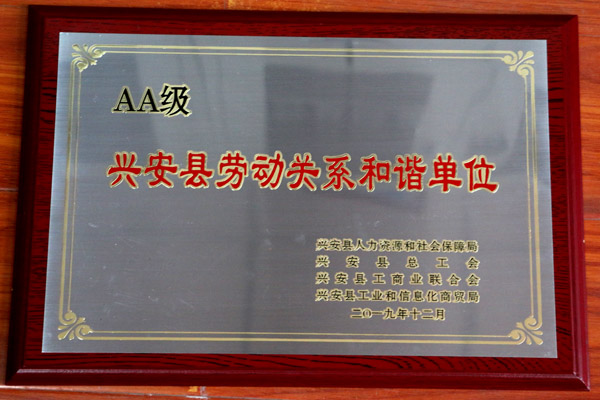 AA级
兴安县劳动关系和谐单位
兴安县人力资源和社会保障局
兴安县总工会
兴安县工商业联合会
兴安县工业和信息化商贸局
二〇一九年十二月